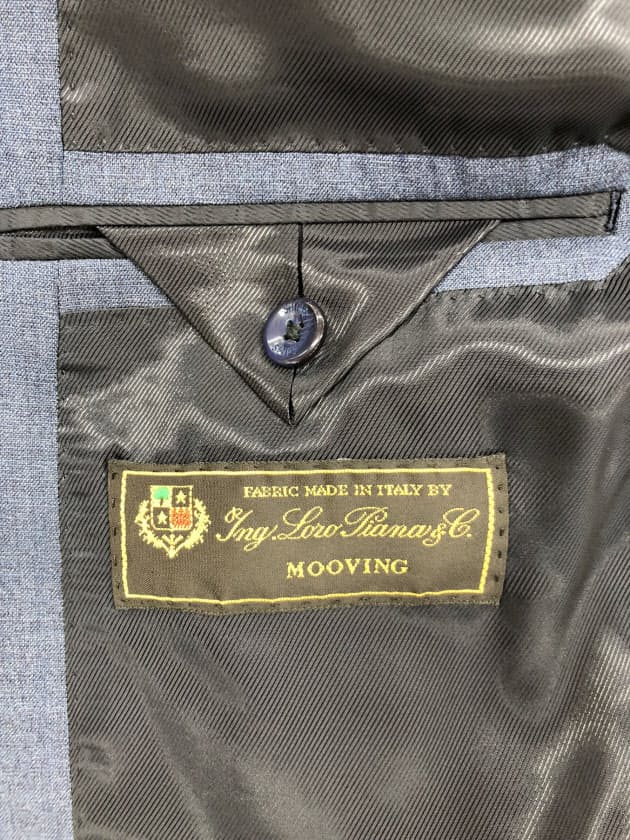 FABRIC MADE IN ITALY BY
Ing. Loro Piana & C.
MOOVING